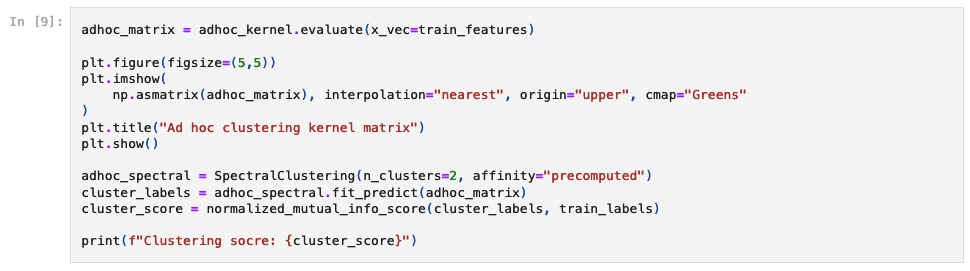 In [9]:
adhoc_matrix = adhoc_kernel.evaluate(x_vec=train_features)
plt.figure(figsize=(5,5))
plt.imshow(
    np.asmatrix(adhoc_matrix), interpolation="nearest", origin="upper", cmap="Greens"
)
plt.title("Ad hoc clustering kernel matrix")
plt.show()
adhoc_spectral = SpectralClustering(n_clusters=2, affinity="precomputed")
cluster_labels = adhoc_spectral.fit_predict(adhoc_matrix)
cluster_score = normalized_mutual_info_score(cluster_labels, train_labels)
print(f"Clustering socre: {cluster_score}")